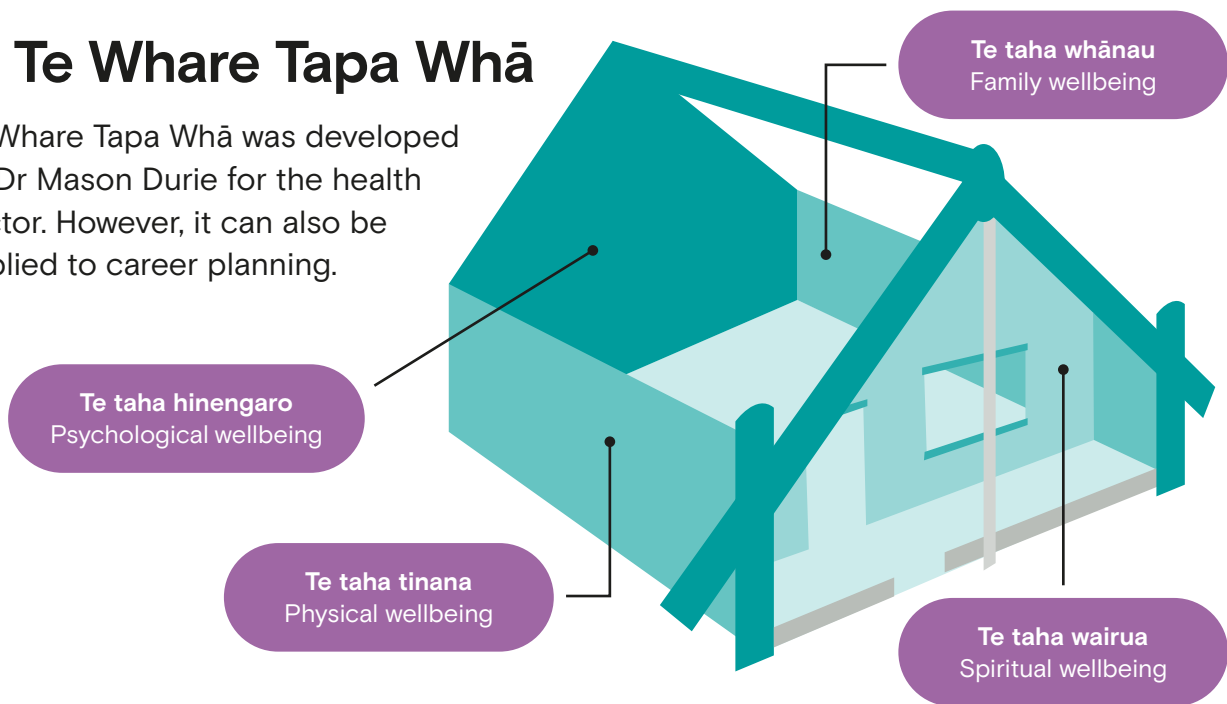 Te Whare Tapa Whā
Whare Tapa Whā was developed
Dr Mason Durie for the health
ctor. However, it can also be
plied to career planning.
Te taha whānau
Family wellbeing
Te taha hinengaro
Psychological wellbeing
Te taha tinana
Physical wellbeing
Te taha wairua
Spiritual wellbeing